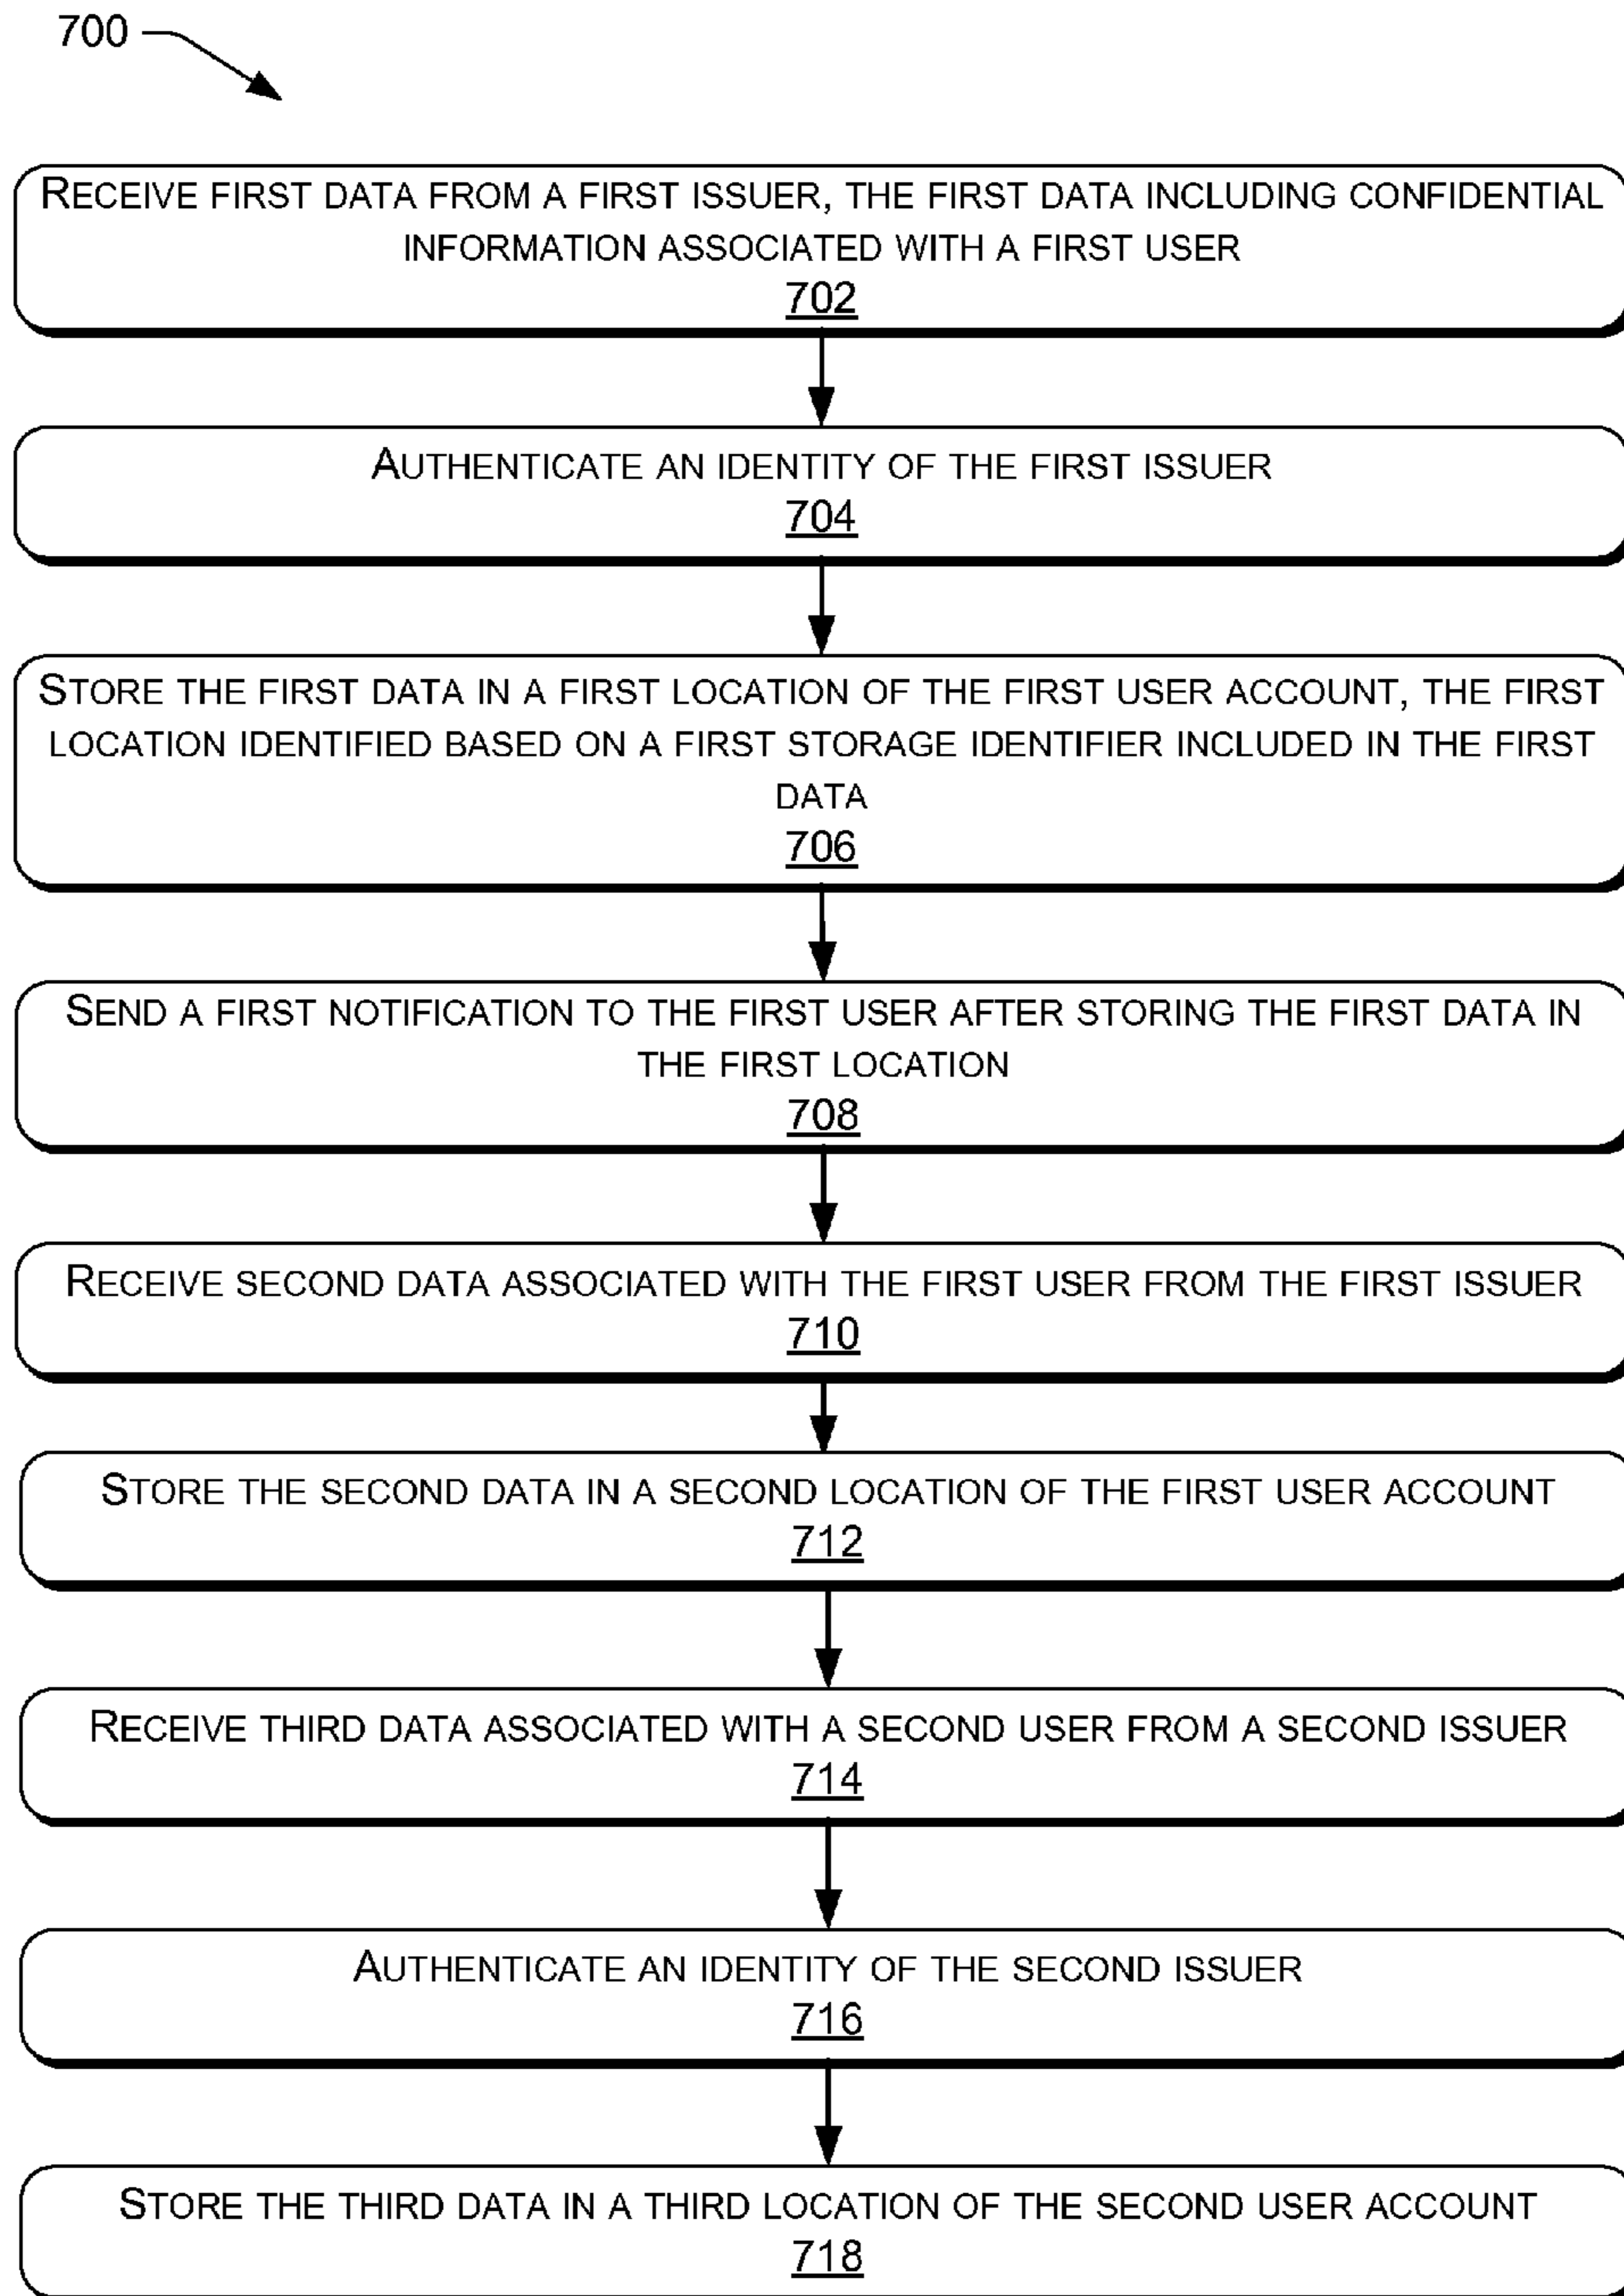 700
RECEIVE FIRST DATA FROM A FIRST ISSUER, THE FIRST DATA INCLUDING CONFIDENTIAL
INFORMATION ASSOCIATED WITH A FIRST USER
702
AUTHENTICATE AN IDENTITY OF THE FIRST ISSUER
704
STORE THE FIRST DATA IN A FIRST LOCATION OF THE FIRST USER ACCOUNT, THE FIRST
LOCATION IDENTIFIED BASED ON A FIRST STORAGE IDENTIFIER INCLUDED IN THE FIRST
DATA
706
SEND A FIRST NOTIFICATION TO THE FIRST USER AFTER STORING THE FIRST DATA IN
THE FIRST LOCATION
708
RECEIVE SECOND DATA ASSOCIATED WITH THE FIRST USER FROM THE FIRST ISSUER
710
STORE THE SECOND DATA IN A SECOND LOCATION OF THE FIRST USER ACCOUNT
712
RECEIVE THIRD DATA ASSOCIATED WITH A SECOND USER FROM A SECOND ISSUER
714
AUTHENTICATE AN IDENTITY OF THE SECOND ISSUER
716
STORE THE THIRD DATA IN A THIRD LOCATION OF THE SECOND USER ACCOUNT
718